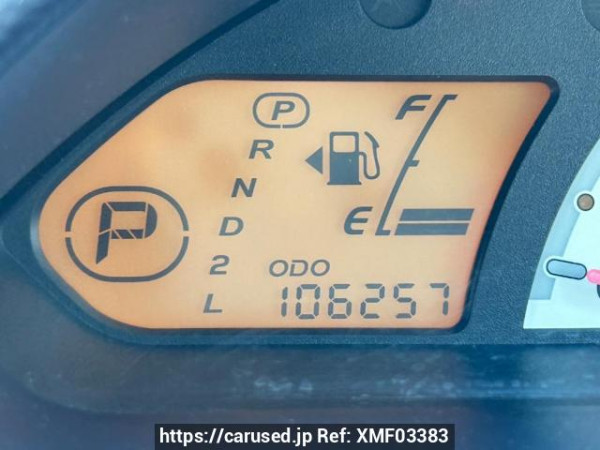 P
R
N
D
2
L
P
F
E
ODO
106257
https://carused.jp Ref: XMF03383